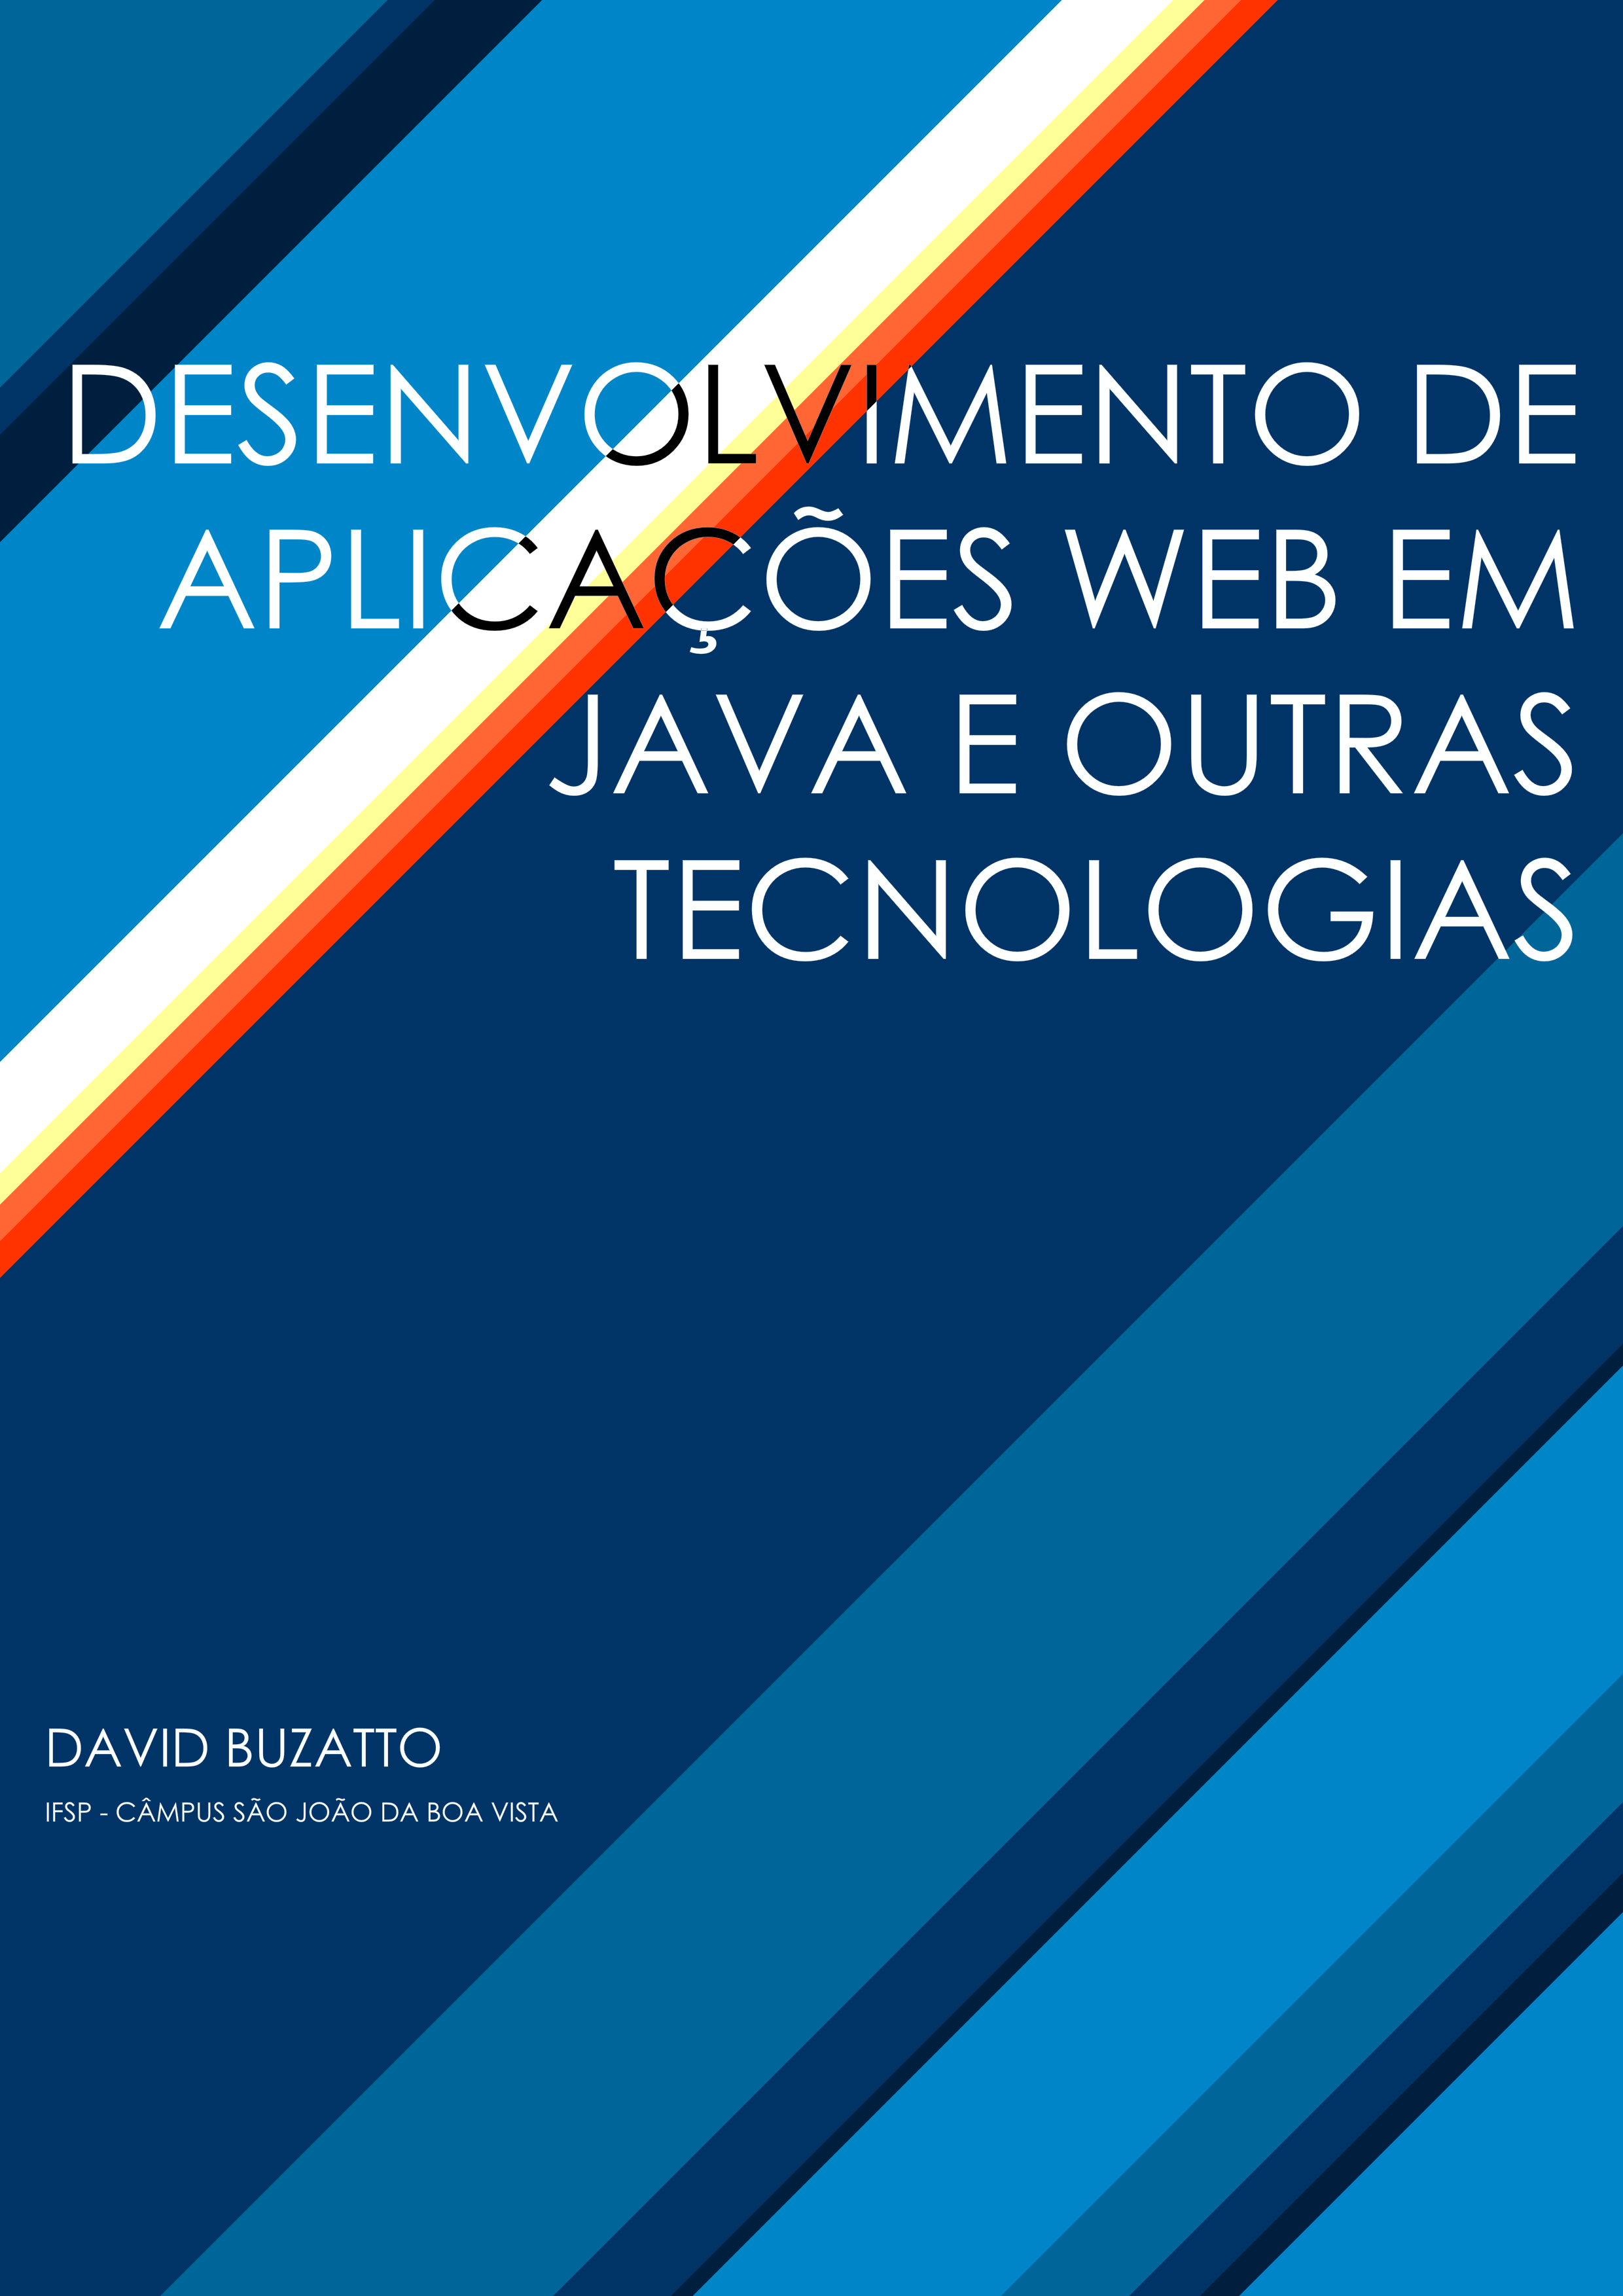 DESENVOLVIMENTO DE
APLICAÇÕES WEB EM
JAVA E OUTRAS
TECNOLOGIAS
DAVID BUZATTO
IFSP - CÂMPUS SÃO JOÃO DA BOA VISTA